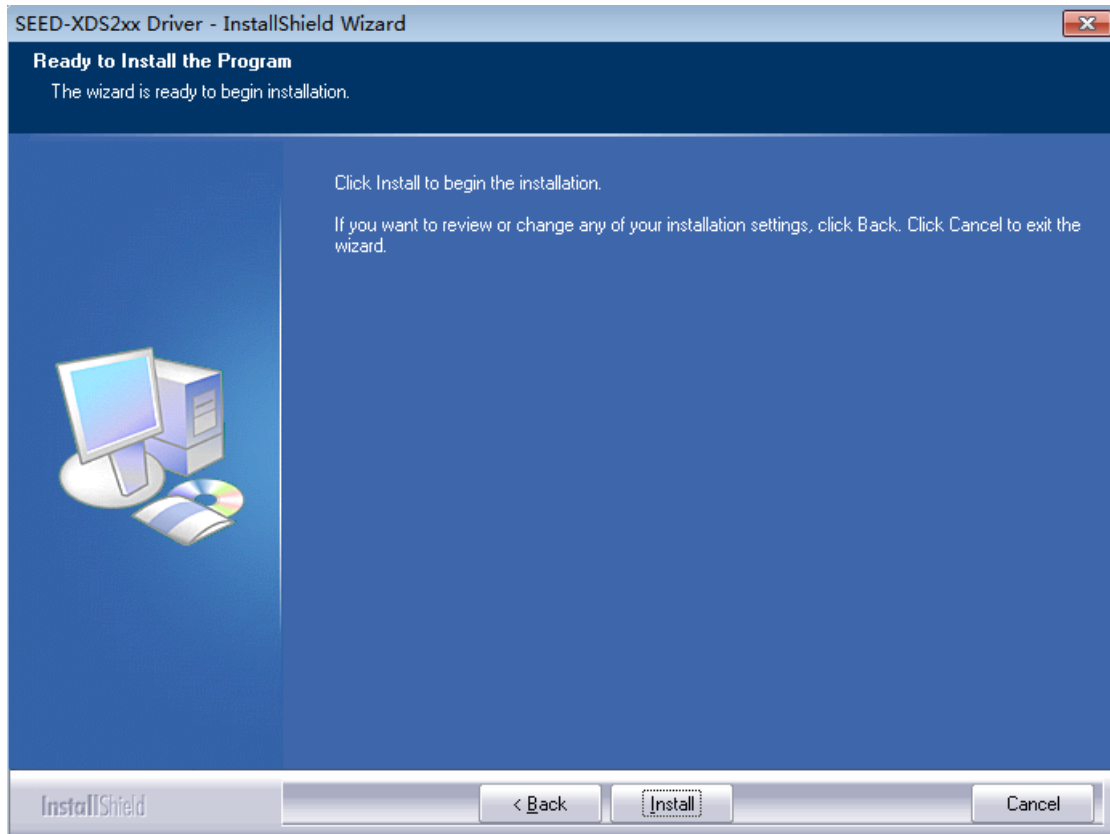 SEED-XDS2xx Driver - InstallShield Wizard
Ready to Install the Program
The wizard is ready to begin installation.
Click Install to begin the installation.
If you want to review or change any of your installation settings, click Back. Click Cancel to exit the
wizard.
InstallShield
< Back
Install
Cancel